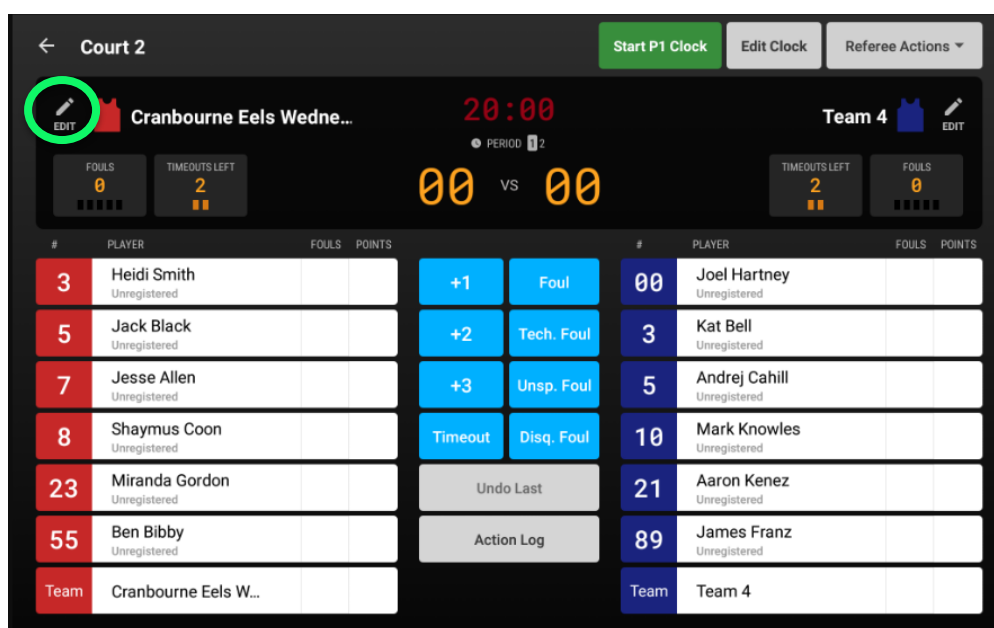 Court 2
Start P1 Clock
Edit Clock
Referee Actions
EDIT
Cranbourne Eels Wedne...
20:00
Team 4
EDIT
PERIOD 1 2
FOULS
0
TIMEOUTS LEFT
2
00 VS 00
TIMEOUTS LEFT
2
FOULS
0
# PLAYER FOULS POINTS
3 Heidi Smith
Unregistered
5 Jack Black
Unregistered
7 Jesse Allen
Unregistered
8 Shaymus Coon
Unregistered
23 Miranda Gordon
Unregistered
55 Ben Bibby
Unregistered
Team Cranbourne Eels W...
+1 Foul
+2 Tech. Foul
+3 Unsp. Foul
Timeout Disq. Foul
Undo Last
Action Log
# PLAYER FOULS POINTS
00 Joel Hartney
Unregistered
3 Kat Bell
Unregistered
5 Andrej Cahill
Unregistered
10 Mark Knowles
Unregistered
21 Aaron Kenez
Unregistered
89 James Franz
Unregistered
Team Team 4